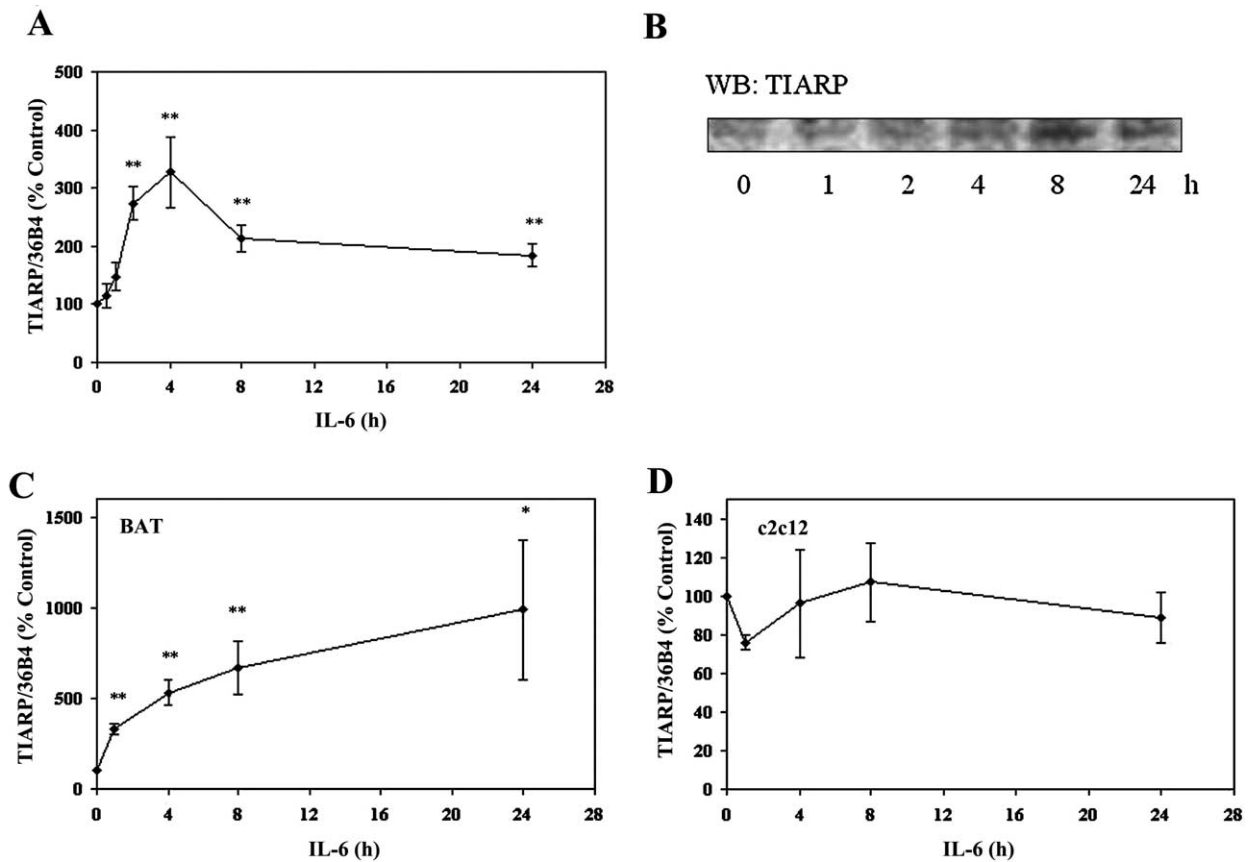 A
TIARP/36B4 (% Control)
500
400
300
200
100
0
**
**
**
**
0 4 8 12 16 20 24 28
IL-6 (h)
B
WB: TIARP
0 1 2 4 8 24 h
C
TIARP/36B4 (% Control)
BAT
1500
1000
500
0
**
**
**
*
0 4 8 12 16 20 24 28
IL-6 (h)
D
TIARP/36B4 (% Control)
c2c12
140
120
100
80
60
40
20
0
0 4 8 12 16 20 24 28
IL-6 (h)